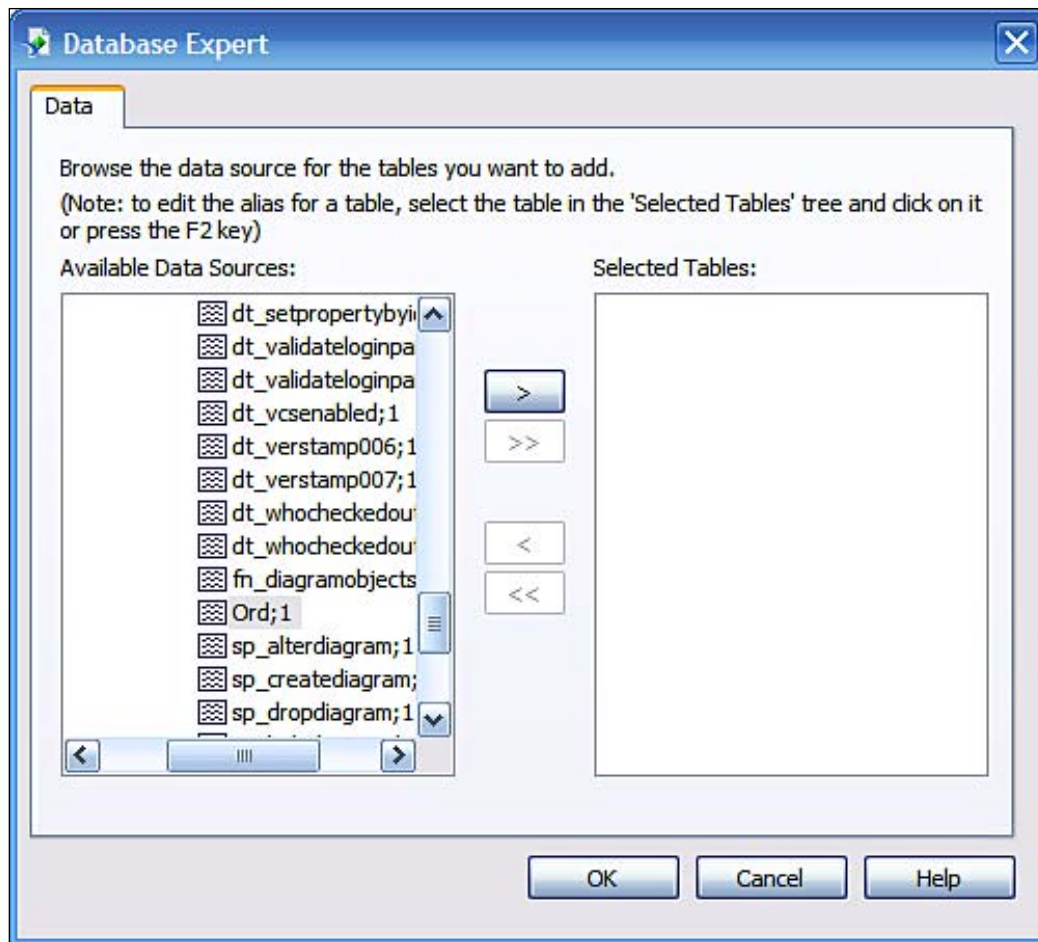 Database Expert
Data
Browse the data source for the tables you want to add.
(Note: to edit the alias for a table, select the table in the 'Selected Tables' tree and click on it
or press the F2 key)
Available Data Sources:
Selected Tables:
dt_setpropertybyi
dt_validateloginpa
dt_validateloginpa
dt_vcsenabled;1
dt_verstamp006;1
dt_verstamp007;1
dt_whocheckedou
dt_whocheckedou
fn_diagramobjects
Ord;1
sp_alterdiagram;1
sp_creatediagram;
sp_dropdiagram;1
>
>>
<
<<
OK
Cancel
Help